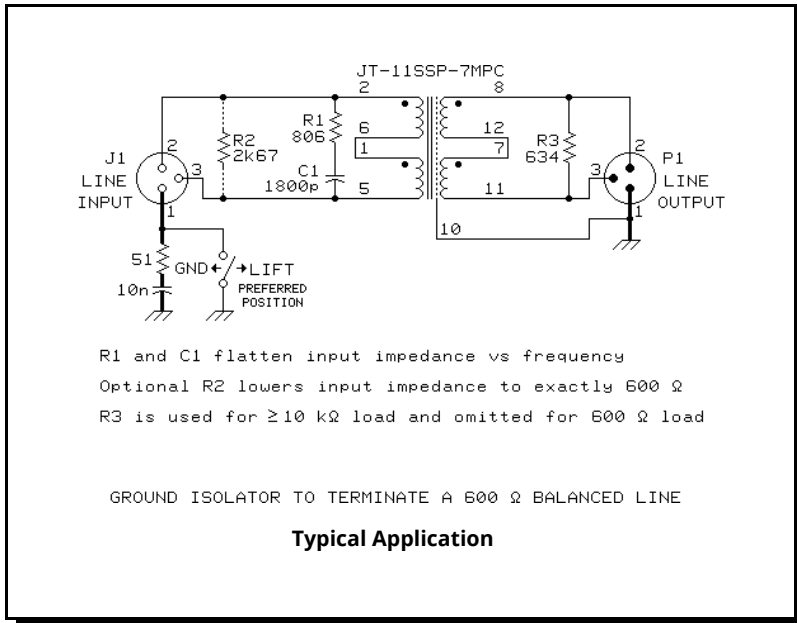 JT-11SSP-7MPC
2 8
R1
806
6 12
R2
2k67
1 7
R3
634
J1
LINE
INPUT
2
3
1
C1
1800p
5 11
P1
LINE
OUTPUT
2
3
1
10
51
GND LIFT
10n
PREFERRED
POSITION
R1 and C1 flatten input impedance vs frequency
Optional R2 lowers input impedance to exactly 600 Ω
R3 is used for ≥10 kΩ load and omitted for 600 Ω load
GROUND ISOLATOR TO TERMINATE A 600 Ω BALANCED LINE
Typical Application